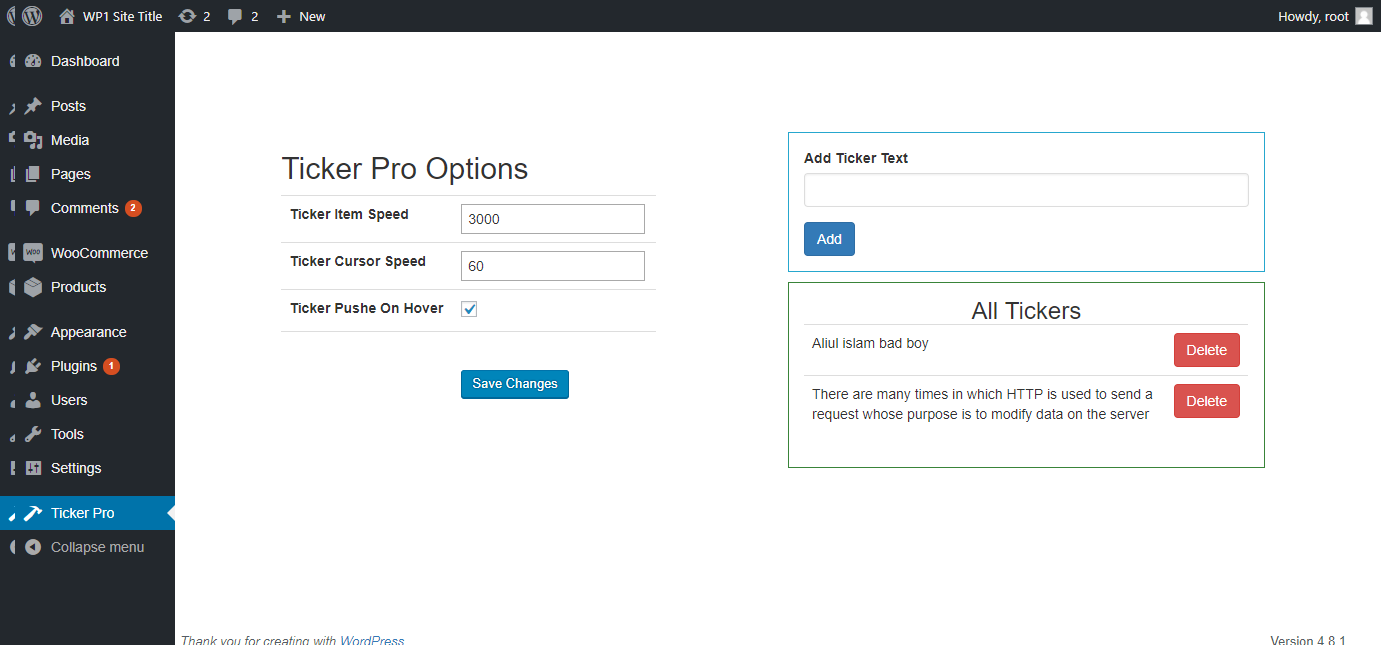 WP1 Site Title 2 2 New Howdy, root
Dashboard
Posts
Media
Pages
Comments 2
WooCommerce
Products
Appearance
Plugins 1
Users
Tools
Settings
Ticker Pro
Collapse menu
Ticker Pro Options
Ticker Item Speed 3000
Ticker Cursor Speed 60
Ticker Pushe On Hover
Save Changes
Add Ticker Text
Add
All Tickers
Aliul islam bad boy Delete
There are many times in which HTTP is used to send a Delete
request whose purpose is to modify data on the server
Thank you for creating with WordPress
Version 4.8.1